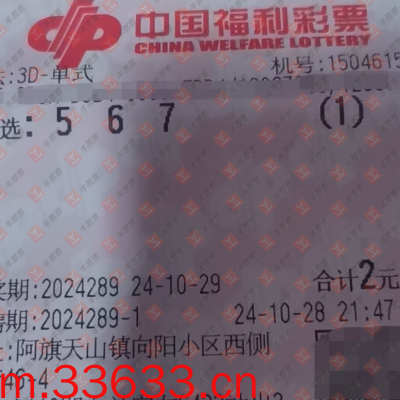 中国福利彩票
CHINA WELFARE LOTTERY
:3D-单式 机号:1504615
选: 5 6 7 (1)
奖期:2024289 24-10-29 合计2元
期:2024289-1 24-10-28 21:47
:阿旗天山镇向阳小区西侧
m.33633.cn